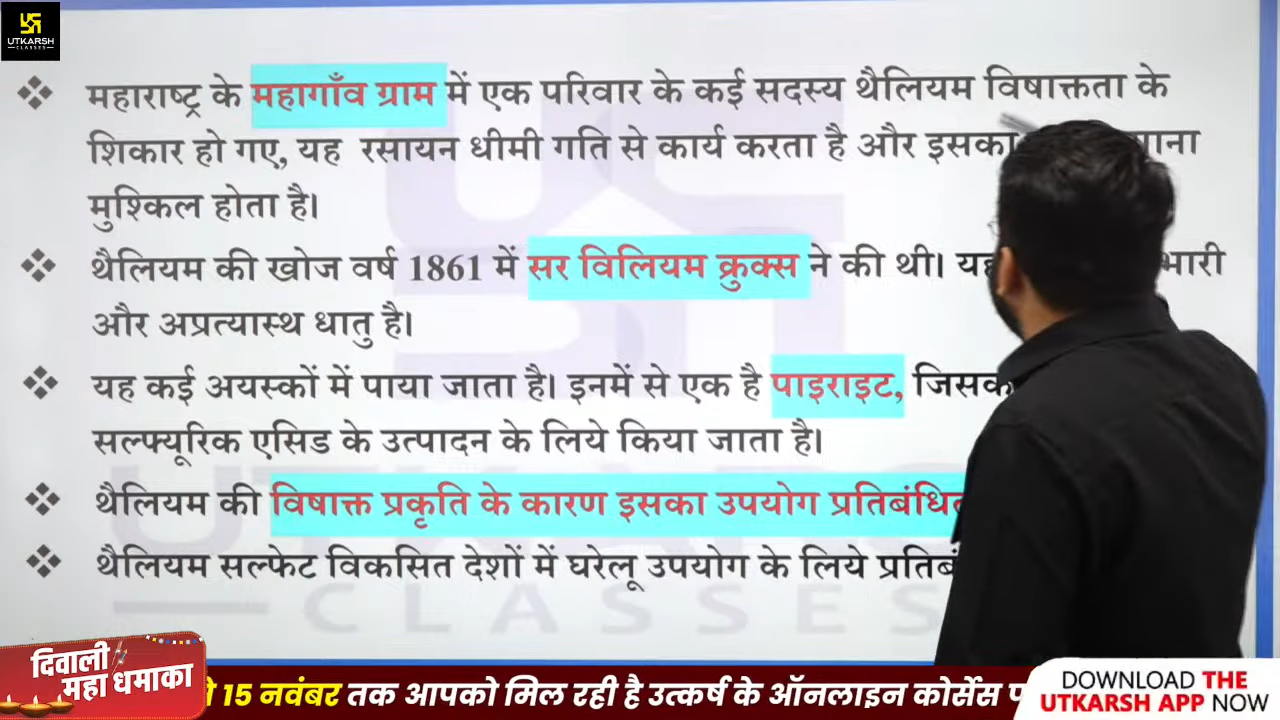 UTKARSH
CLASSES
महाराष्ट्र के महागाँव ग्राम में एक परिवार के कई सदस्य थैलियम विषाक्तता के
शिकार हो गए, यह रसायन धीमी गति से कार्य करता है और इसका
मुश्किल होता है।
थैलियम की खोज वर्ष 1861 में सर विलियम क्रुक्स ने की थी। भारी
और अप्रत्यास्थ धातु है।
यह कई अयस्कों में पाया जाता है। इनमें से एक है पाइराइट,
सल्फ्यूरिक एसिड के उत्पादन के लिये किया जाता है।
थैलियम की विषाक्त प्रकृति के कारण इसका उपयोग
थैलियम सल्फेट विकसित देशों में घरेलू उपयोग के लिये
CLASSES
दिवाली
महा धमाका
15 नवंबर तक आपको मिल रही है उत्कर्ष के ऑनलाइन कोर्सेस
DOWNLOAD THE
UTKARSH APP NOW